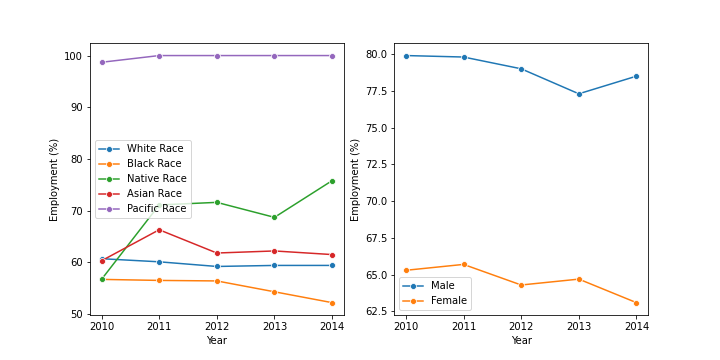 100
90
80
70
60
50
Employment (%)
White Race
Black Race
Native Race
Asian Race
Pacific Race
2010 2011 2012 2013 2014
Year
80.0
77.5
75.0
72.5
70.0
67.5
65.0
62.5
Employment (%)
Male
Female
2010 2011 2012 2013 2014
Year